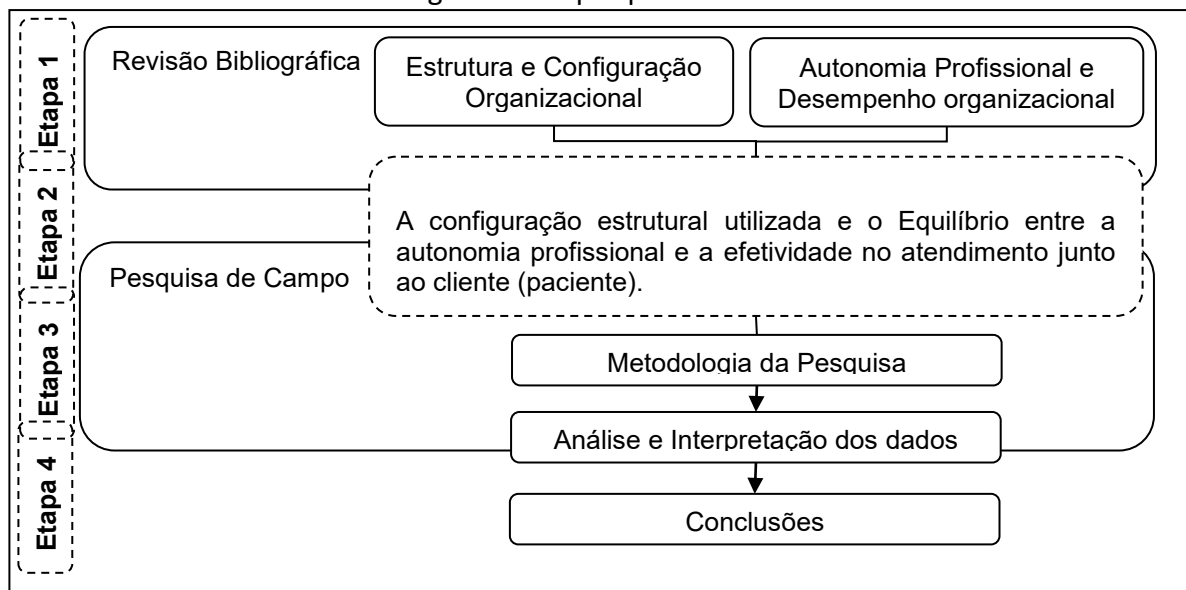 Etapa 1
Revisão Bibliográfica
Estrutura e Configuração
Organizacional
Autonomia Profissional e
Desempenho organizacional
Etapa 2
A configuração estrutural utilizada e o Equilíbrio entre a
autonomia profissional e a efetividade no atendimento junto
ao cliente (paciente).
Pesquisa de Campo
Etapa 3
Metodologia da Pesquisa
Análise e Interpretação dos dados
Etapa 4
Conclusões